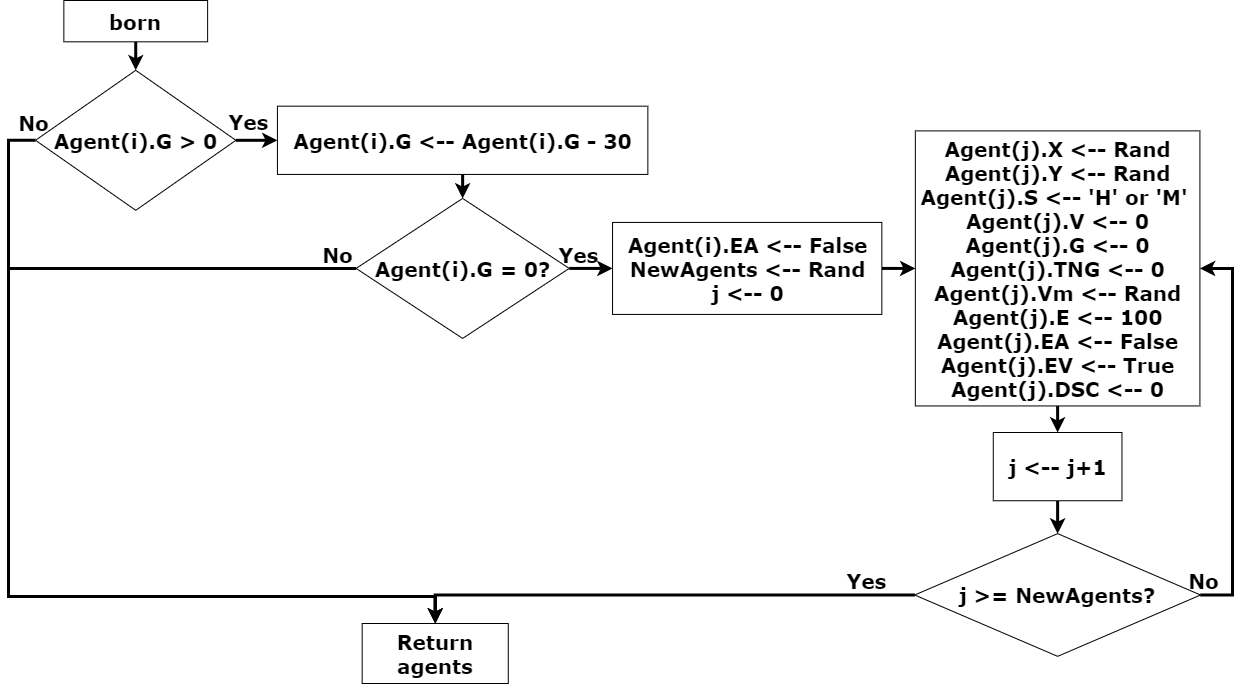 born
No
Agent(i).G > 0
Yes
Agent(i).G <-- Agent(i).G - 30
No
Agent(i).G = 0?
Yes
Agent(i).EA <-- False
NewAgents <-- Rand
j <-- 0
Agent(j).X <-- Rand
Agent(j).Y <-- Rand
Agent(j).S <-- 'H' or 'M'
Agent(j).V <-- 0
Agent(j).G <-- 0
Agent(j).TNG <-- 0
Agent(j).Vm <-- Rand
Agent(j).E <-- 100
Agent(j).EA <-- False
Agent(j).EV <-- True
Agent(j).DSC <-- 0
j <-- j+1
Yes
j >= NewAgents?
No
Return
agents